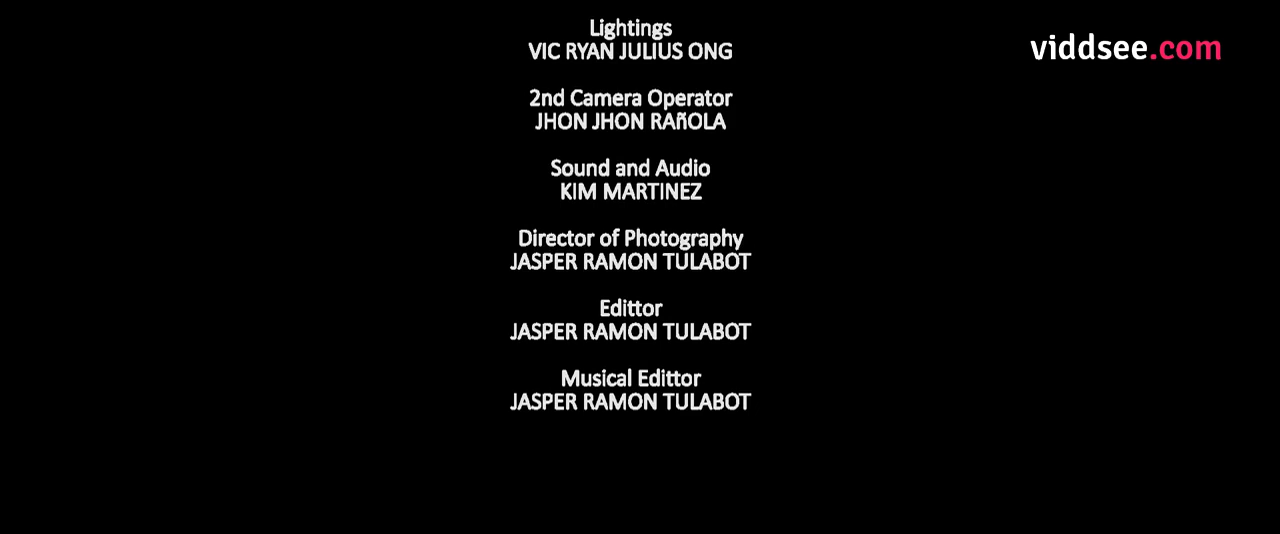 Lightings
VIC RYAN JULIUS ONG
viddsee.com
2nd Camera Operator
JHON JHON RAñOLA
Sound and Audio
KIM MARTINEZ
Director of Photography
JASPER RAMON TULABOT
Edittor
JASPER RAMON TULABOT
Musical Edittor
JASPER RAMON TULABOT